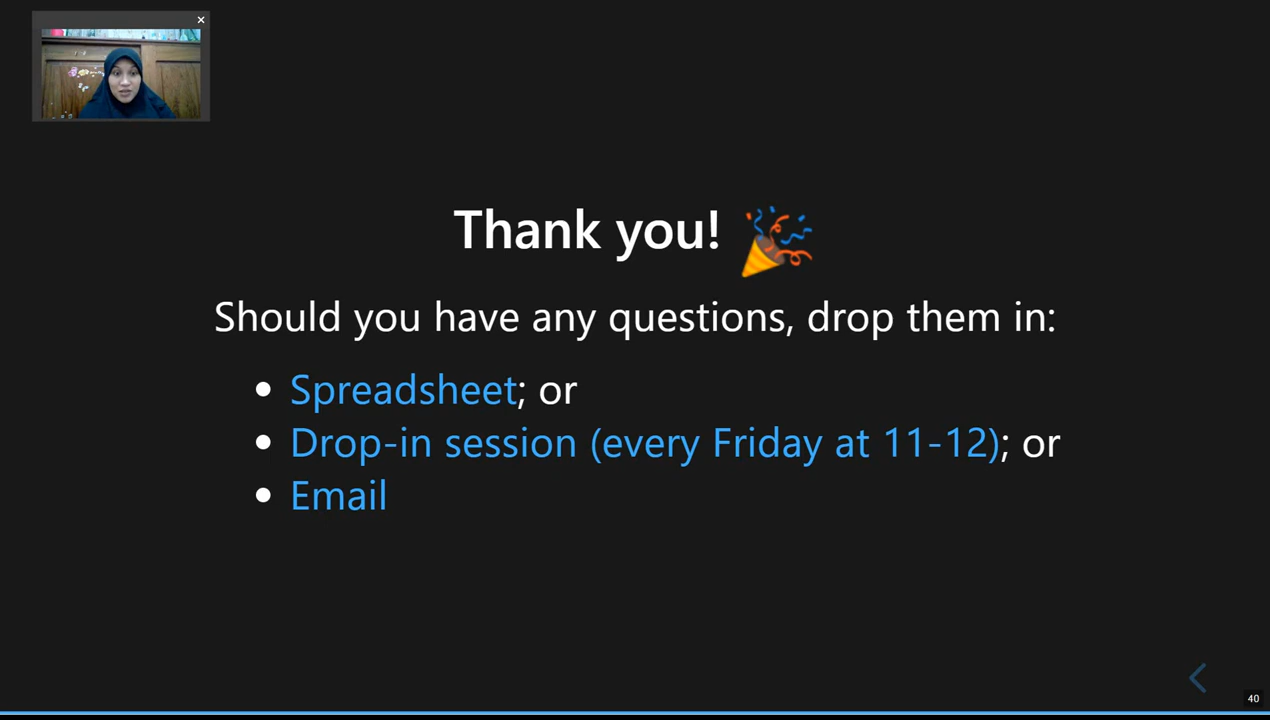 Thank you! 🎉
Should you have any questions, drop them in:
• Spreadsheet; or
• Drop-in session (every Friday at 11-12); or
• Email
40